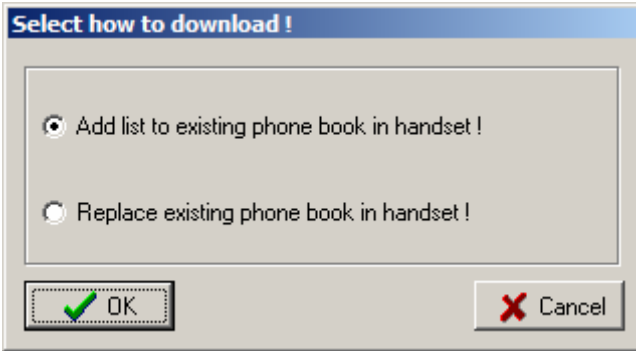 Select how to download !
Add list to existing phone book in handset !
Replace existing phone book in handset !
OK
Cancel